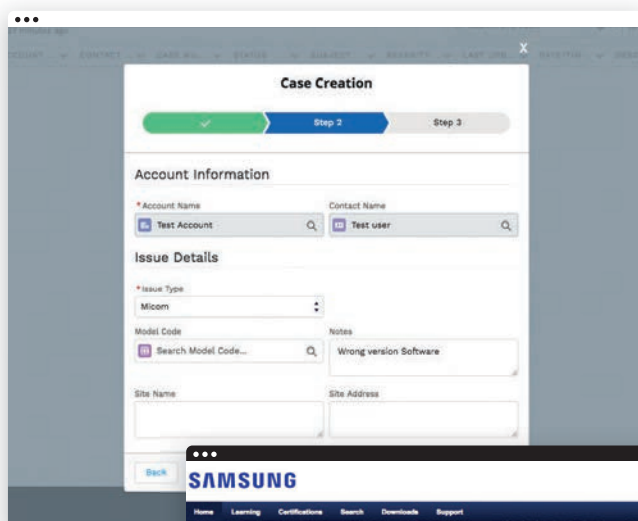 X
Case Creation
Step 2
Step 3
Account Information
*Account Name
Contact Name
Test Account
Test user
Issue Details
*Issue Type
Micom
Model Code
Notes
Search Model Code...
Wrong version Software
Site Name
Site Address
Back
SAMSUNG
Home Learning Certifications Search Downloads Support